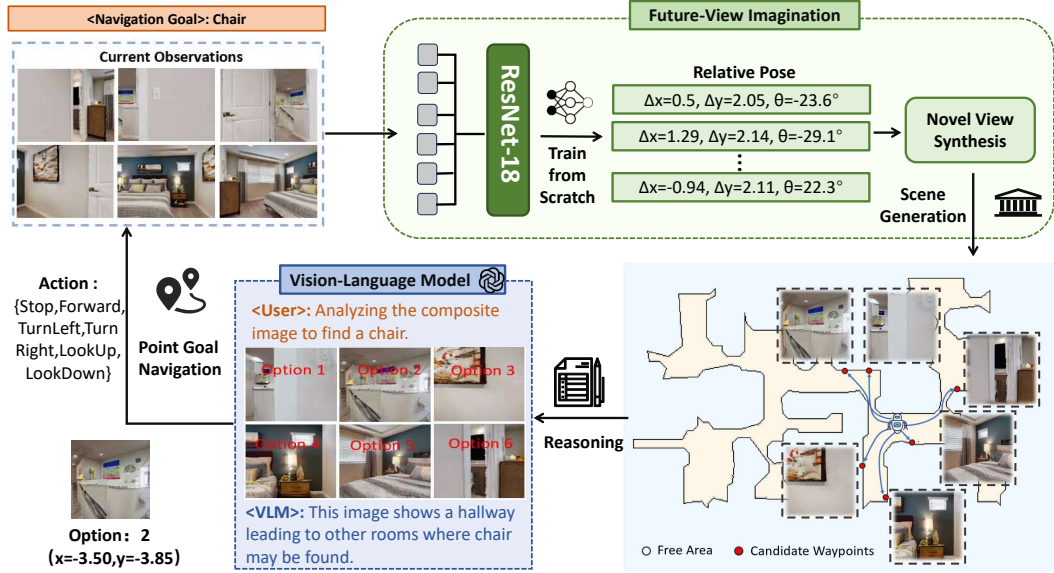 <Navigation Goal>: Chair
Current Observations
Future-View Imagination
ResNet-18
Train
from
Scratch
Relative Pose
Δx=0.5, Δy=2.05, θ=-23.6°
Δx=1.29, Δy=2.14, θ=-29.1°
Δx=-0.94, Δy=2.11, θ=22.3°
Novel View
Synthesis
Scene
Generation
Free Area
Candidate Waypoints
Reasoning
Vision-Language Model
<User>: Analyzing the composite
image to find a chair.
Option 1
Option 2
Option 3
Option 4
Option 5
Option 6
<VLM>: This image shows a hallway
leading to other rooms where chair
may be found.
Action :
{Stop,Forward,
TurnLeft,Turn
Right,LookUp,
LookDown}
Point Goal
Navigation
Option: 2
(x=-3.50,y=-3.85)